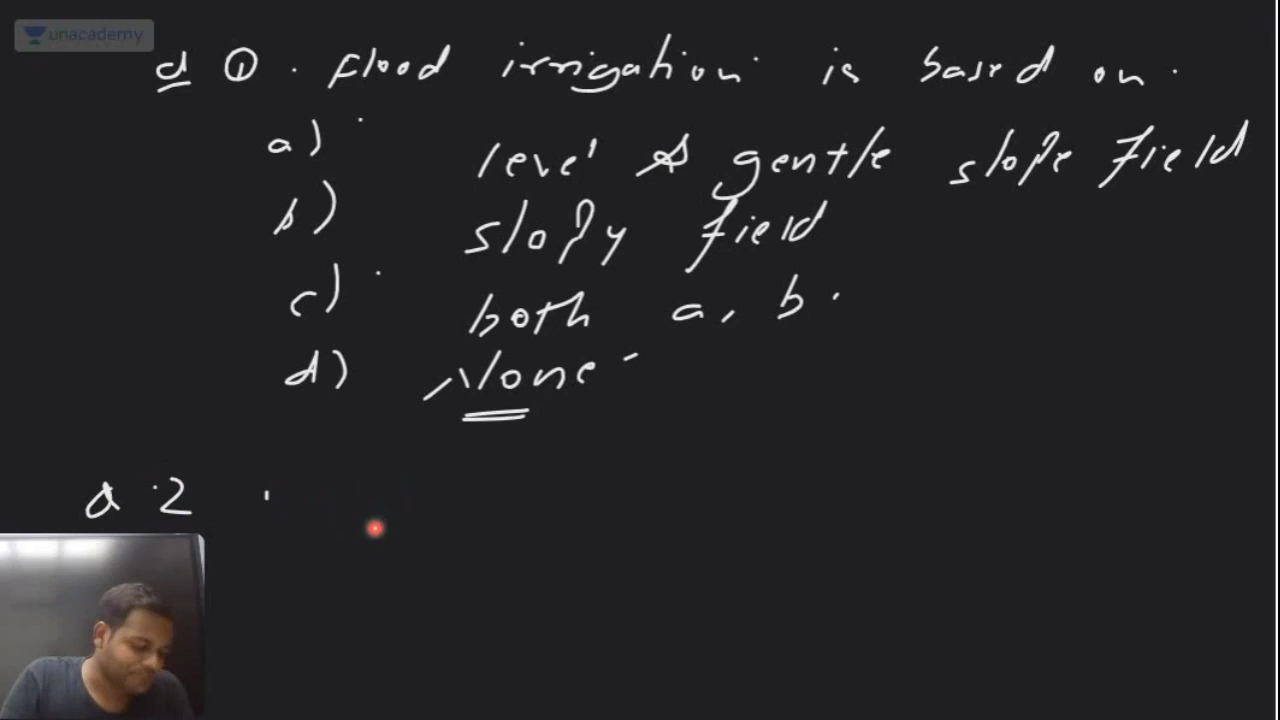 unacademy
Q ① . flood irrigation is based on .
a) level & gentle slope field
b) slopy field
c) both a, b .
d) None -
Q .2